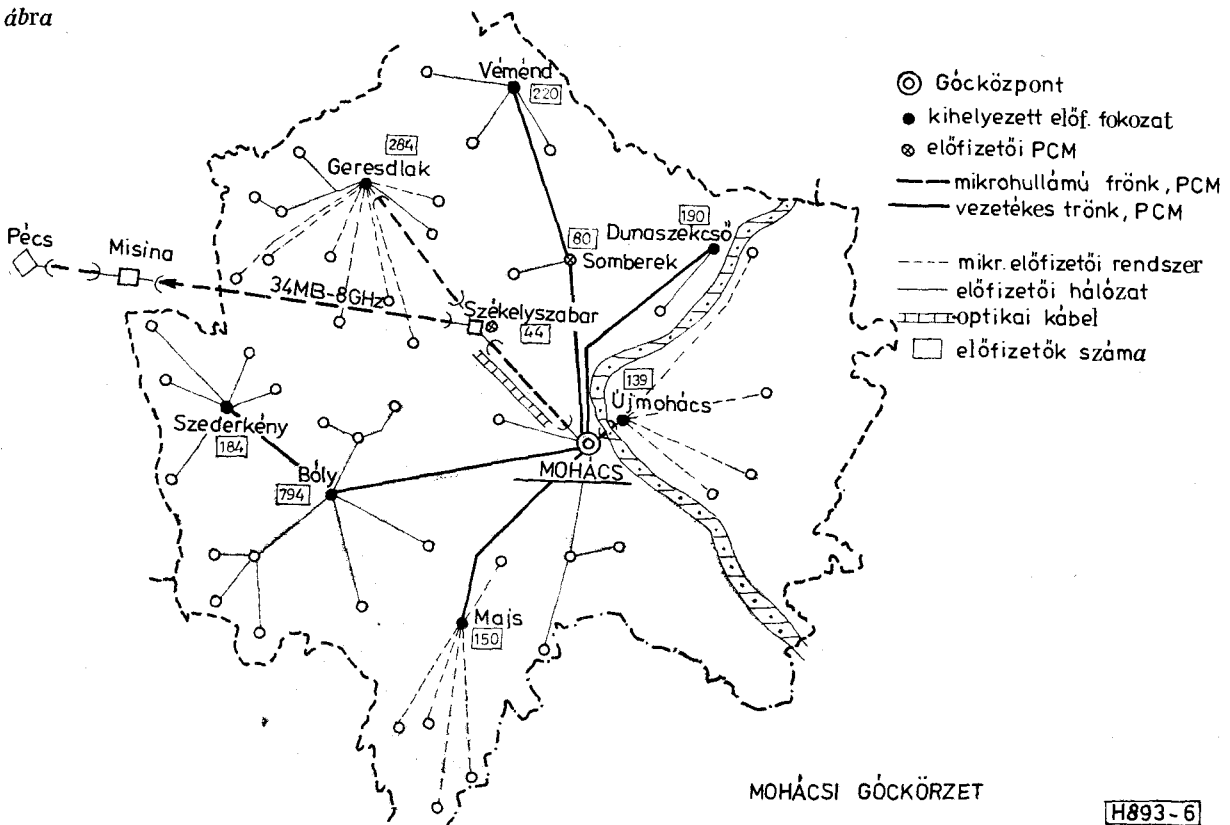 ábra
Véménd
220
284
Geresdlak
Pécs
Misina
34MB-8GHz
Székelyszabar
44
80
Somberek
190
Dunaszekcső
139
Újmohács
MOHÁCS
Szederkény
184
Bóly
794
Majs
150
Gócközpont
kihelyezett előf. fokozat
előfizetői PCM
mikrohullámú trönk, PCM
vezetékes trönk, PCM
mikr. előfizetői rendszer
előfizetői hálózat
optikai kábel
előfizetők száma
MOHÁCSI GÓCKÖRZET
H893-6